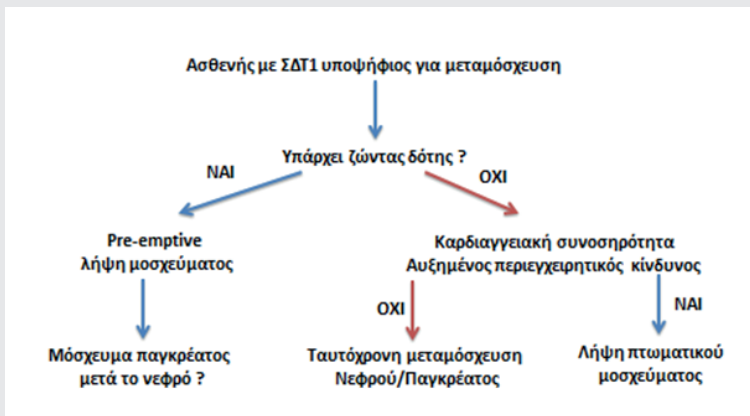 Ασθενής με ΣΔΤ1 υποψήφιος για μεταμόσχευση
Υπάρχει ζώντας δότης ?
ΝΑΙ
ΟΧΙ
Pre-emptive
λήψη μοσχεύματος
Καρδιαγγειακή συνοσηρότητα
Αυξημένος περιεγχειρητικός κίνδυνος
ΟΧΙ
ΝΑΙ
Μόσχευμα παγκρέατος
μετά το νεφρό ?
Ταυτόχρονη μεταμόσχευση
Νεφρού/Παγκρέατος
Λήψη πτωματικού
μοσχεύματος